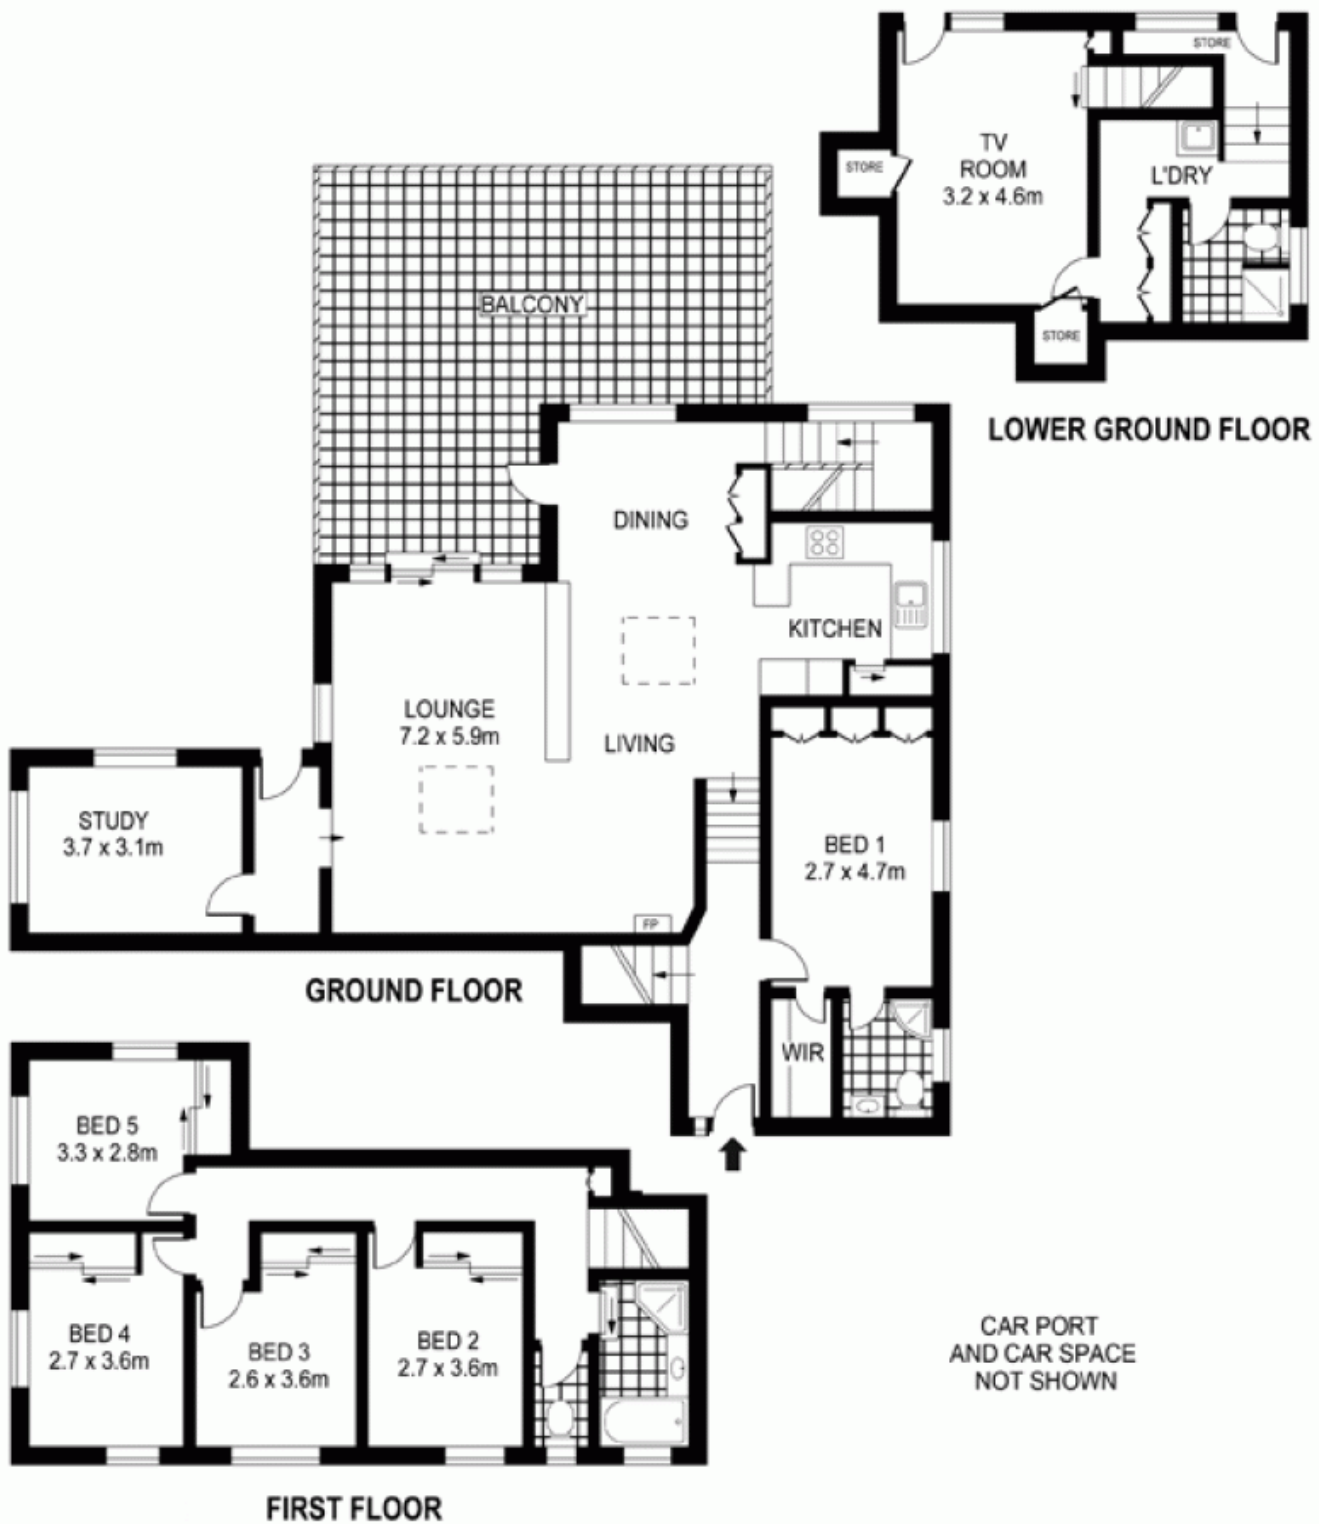 STORE
TV
ROOM
3.2 x 4.6m
STORE
L'DRY
STORE
LOWER GROUND FLOOR
BALCONY
DINING
KITCHEN
LOUNGE
7.2 x 5.9m
LIVING
STUDY
3.7 x 3.1m
BED 1
2.7 x 4.7m
FP
GROUND FLOOR
WIR
BED 5
3.3 x 2.8m
BED 4
2.7 x 3.6m
BED 3
2.6 x 3.6m
BED 2
2.7 x 3.6m
CAR PORT
AND CAR SPACE
NOT SHOWN
FIRST FLOOR